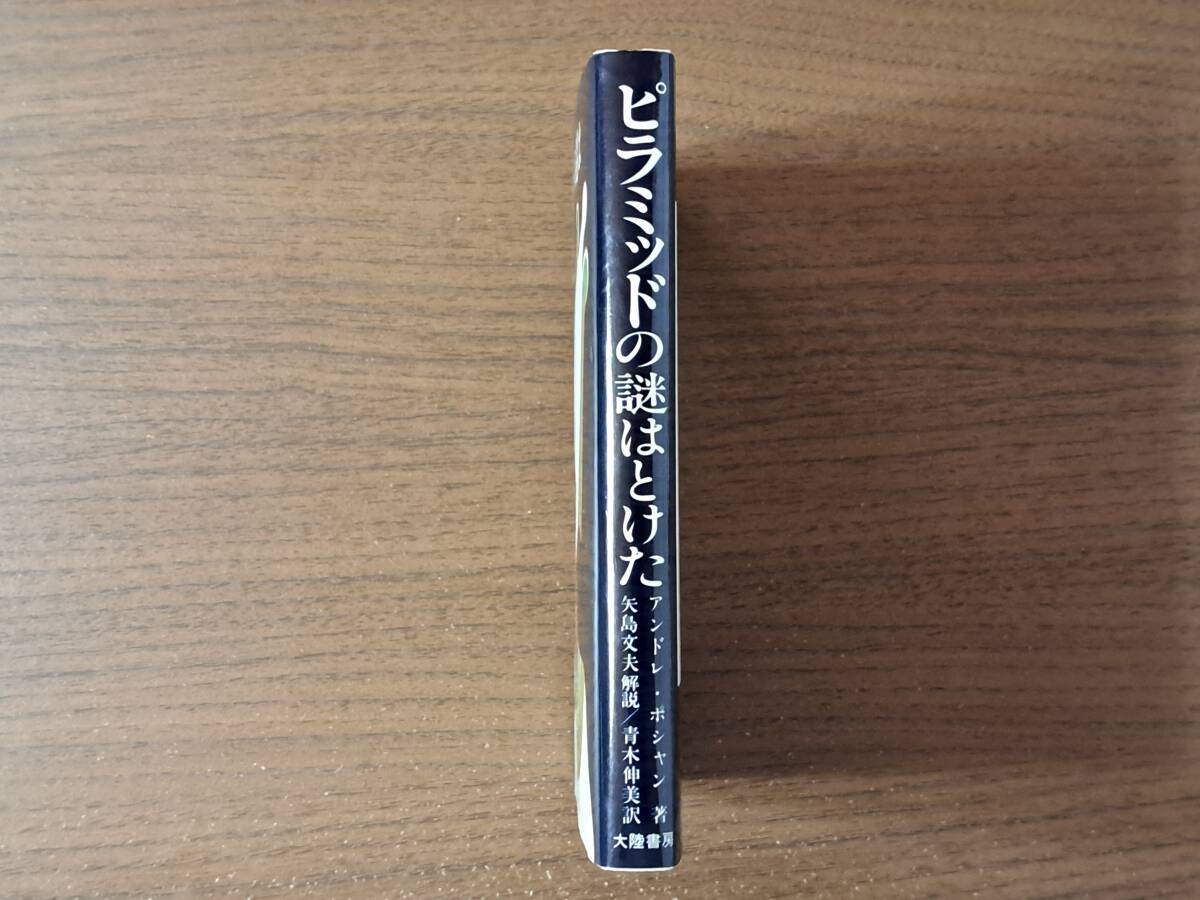 ピラミッドの謎はとけた
アンドレ・ポシャン 著
矢島文夫解説/青木伸美訳
大陸書房